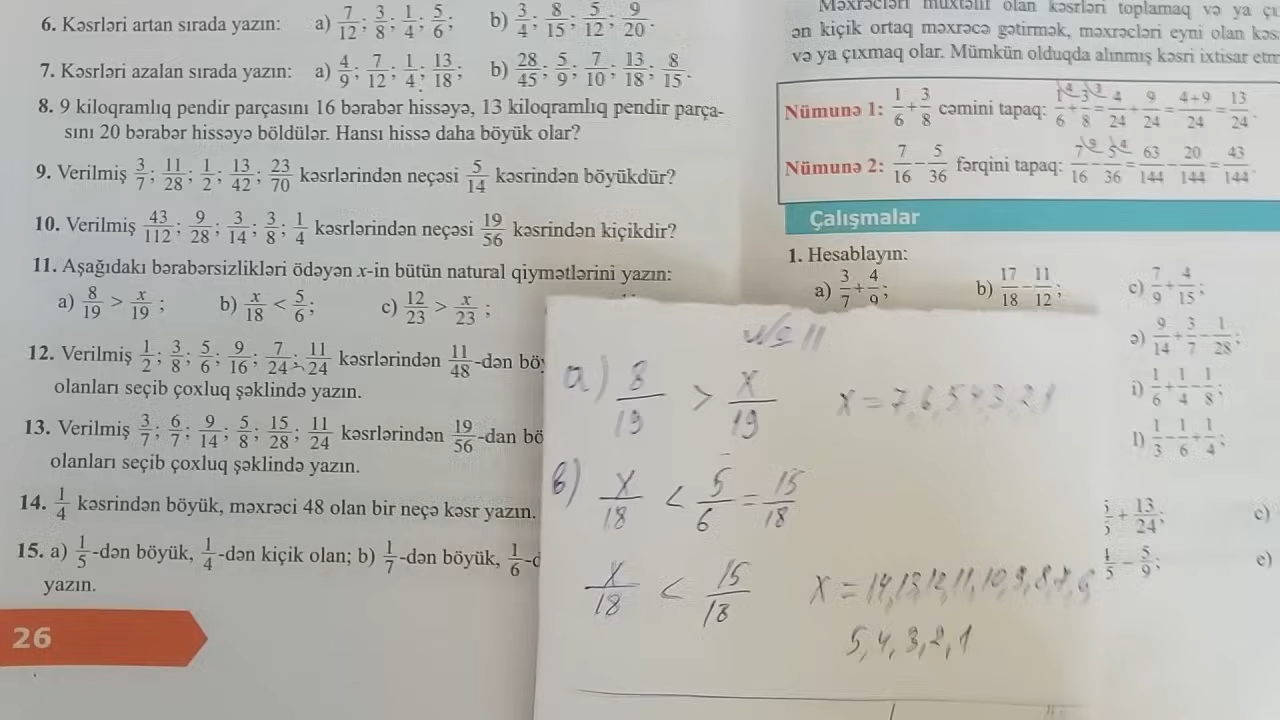 6. Kəsrləri artan sırada yazın: a) 7/12; 3/8; 1/4; 5/6; b) 3/4; 8/15; 5/12; 9/20.
7. Kəsrləri azalan sırada yazın: a) 4/9; 7/12; 1/4; 13/18; b) 28/45; 5/9; 7/10; 13/18; 8/15.
8. 9 kiloqramlıq pendir parçasını 16 bərabər hissəyə, 13 kiloqramlıq pendir parça-
sını 20 bərabər hissəyə böldülər. Hansı hissə daha böyük olar?
9. Verilmiş 3/7; 11/28; 1/2; 13/42; 23/70 kəsrlərindən neçəsi 5/14 kəsrindən böyükdür?
10. Verilmiş 43/112; 9/28; 3/14; 3/8; 1/4 kəsrlərindən neçəsi 19/56 kəsrindən kiçikdir?
11. Aşağıdakı bərabərsizlikləri ödəyən x-in bütün natural qiymətlərini yazın:
a) 8/19 > x/19; b) x/18 < 5/6; c) 12/23 > x/23;
12. Verilmiş 1/2; 3/8; 5/6; 9/16; 7/24; 11/24 kəsrlərindən 11/48-dən bö
olanları seçib çoxluq şəklində yazın.
13. Verilmiş 3/7; 6/7; 9/14; 5/8; 15/28; 11/24 kəsrlərindən 19/56-dan bö
olanları seçib çoxluq şəklində yazın.
14. 1/4 kəsrindən böyük, məxrəci 48 olan bir neçə kəsr yazın.
15. a) 1/5-dən böyük, 1/4-dən kiçik olan; b) 1/7-dən böyük, 1/6-d
yazın.
26
Məxrəcləri müxtəlif olan kəsrləri toplamaq və ya çı
ən kiçik ortaq məxrəcə gətirmək, məxrəcləri eyni olan kəs
və ya çıxmaq olar. Mümkün olduqda alınmış kəsri ixtisar etm
Nümunə 1: 1/6 + 3/8 cəmini tapaq: 1/6 + 3/8 = 4/24 + 9/24 = 4+9/24 = 13/24.
Nümunə 2: 7/16 − 5/36 fərqini tapaq: 7/16 − 5/36 = 63/144 − 20/144 = 43/144.
Çalışmalar
1. Hesablayın:
a) 3/7 + 4/9; b) 17/18 − 11/12; c) 7/9 + 4/15;
ə) 9/14 + 3/7 − 1/28;
i) 1/6 + 1/4 − 1/8;
l) 1/3 − 1/6 + 1/4;
+ 13/24; c)
− 5/9; e)
№ 11
a) 8/19 > x/19 x = 7,6,5,4,3,2,1
в) x/18 < 5/6 = 15/18
x/18 < 15/18 x = 14,13,12,11,10,9,8,7,6
5,4,3,2,1